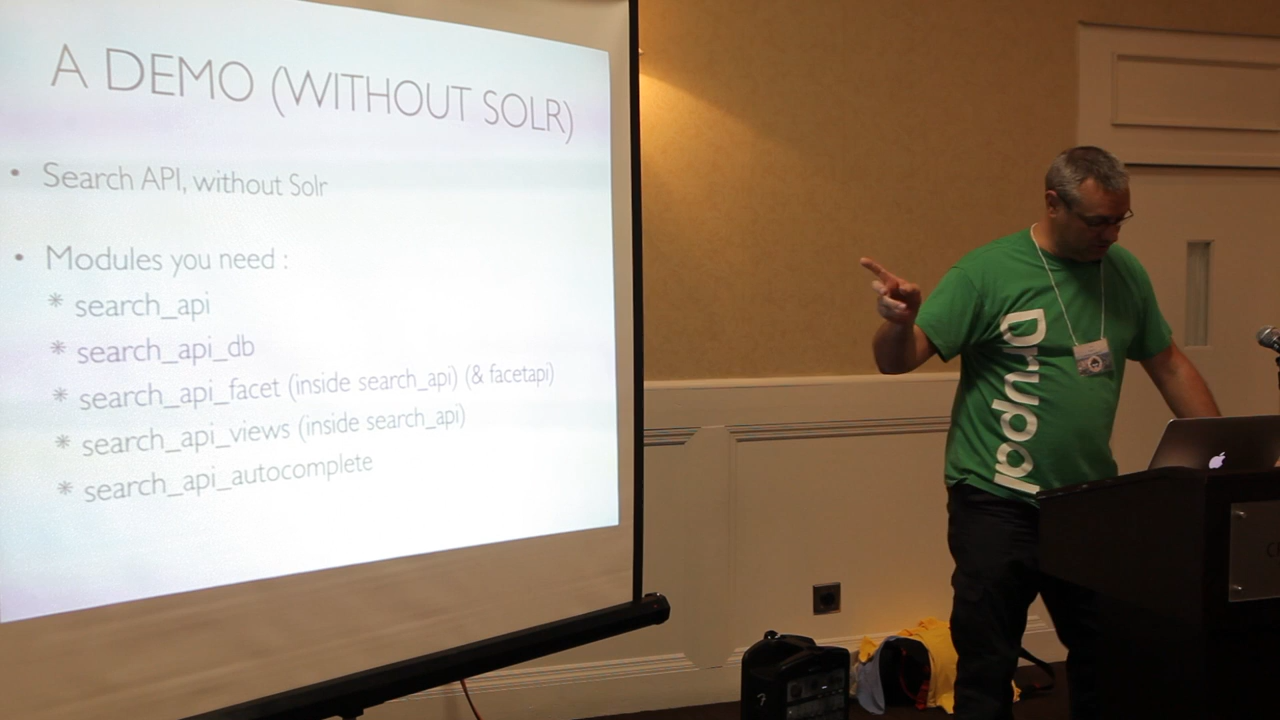 A DEMO (WITHOUT SOLR)
• Search API, without Solr
• Modules you need :
* search_api
* search_api_db
* search_api_facet (inside search_api) (& facetapi)
* search_api_views (inside search_api)
* search_api_autocomplete
Drupal